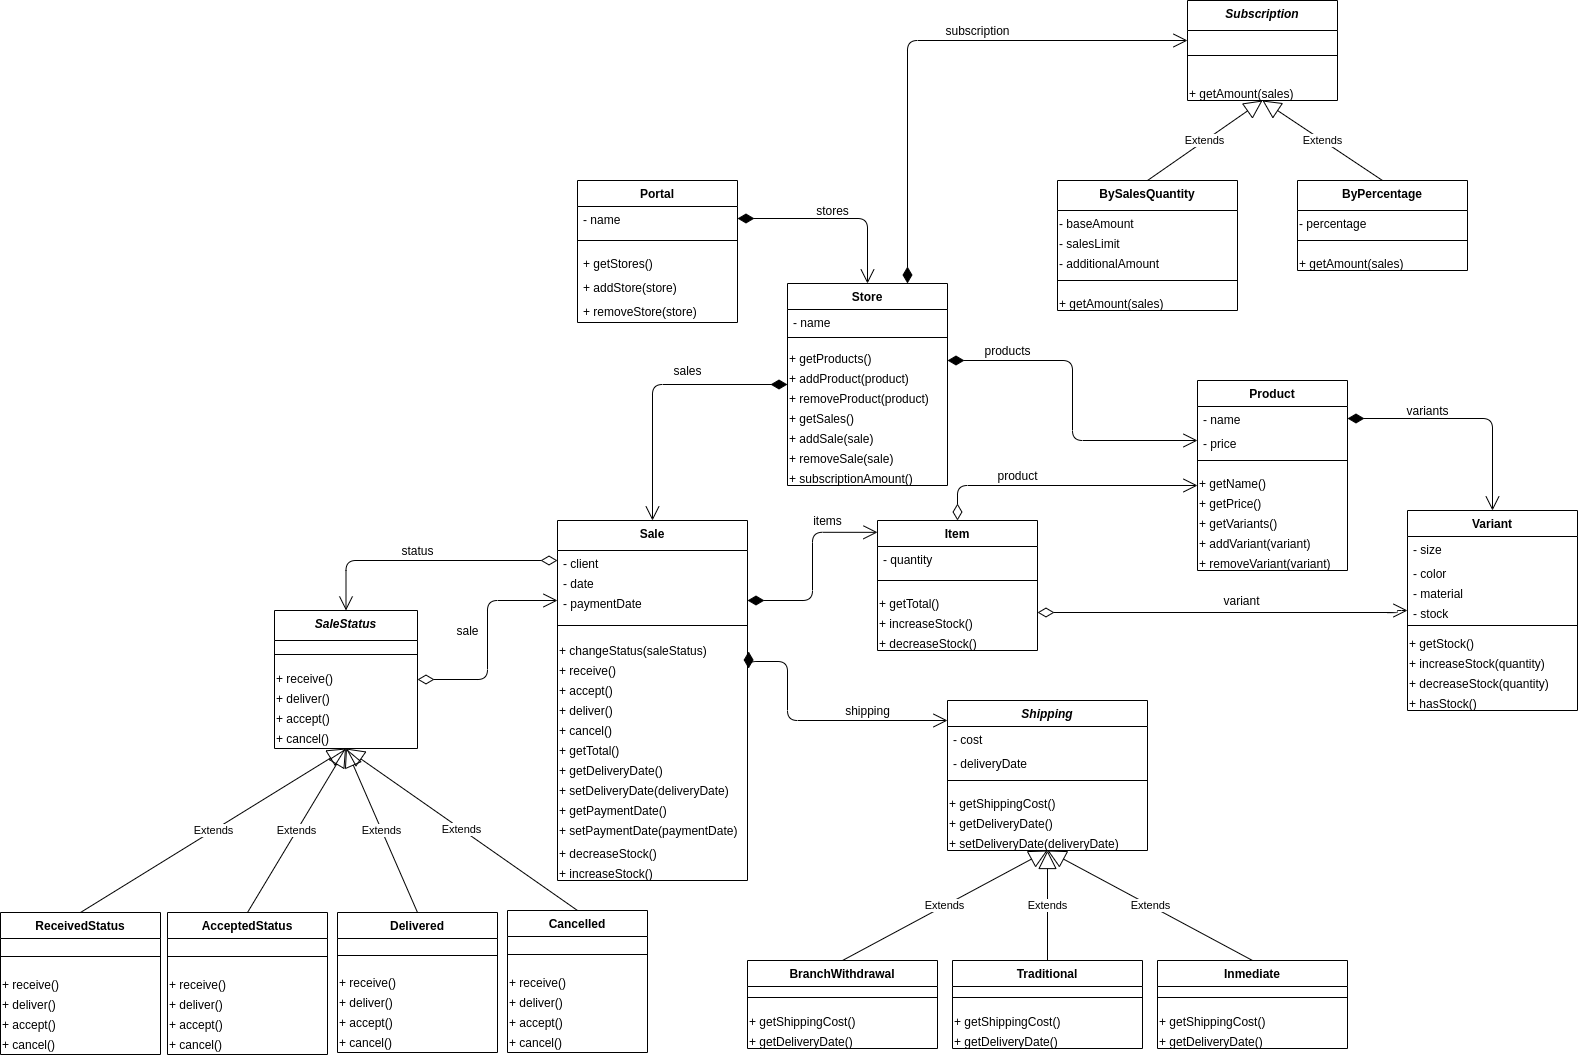 Subscription
+ getAmount(sales)
subscription
Extends
Extends
BySalesQuantity
- baseAmount
- salesLimit
- additionalAmount
+ getAmount(sales)
ByPercentage
- percentage
+ getAmount(sales)
Portal
- name
+ getStores()
+ addStore(store)
+ removeStore(store)
stores
Store
- name
+ getProducts()
+ addProduct(product)
+ removeProduct(product)
+ getSales()
+ addSale(sale)
+ removeSale(sale)
+ subscriptionAmount()
products
sales
Product
- name
- price
+ getName()
+ getPrice()
+ getVariants()
+ addVariant(variant)
+ removeVariant(variant)
variants
product
Variant
- size
- color
- material
- stock
+ getStock()
+ increaseStock(quantity)
+ decreaseStock(quantity)
+ hasStock()
Item
- quantity
+ getTotal()
+ increaseStock()
+ decreaseStock()
variant
items
Sale
- client
- date
- paymentDate
+ changeStatus(saleStatus)
+ receive()
+ accept()
+ deliver()
+ cancel()
+ getTotal()
+ getDeliveryDate()
+ setDeliveryDate(deliveryDate)
+ getPaymentDate()
+ setPaymentDate(paymentDate)
+ decreaseStock()
+ increaseStock()
status
sale
SaleStatus
+ receive()
+ deliver()
+ accept()
+ cancel()
shipping
Shipping
- cost
- deliveryDate
+ getShippingCost()
+ getDeliveryDate()
+ setDeliveryDate(deliveryDate)
Extends
Extends
Extends
Extends
Extends
Extends
Extends
ReceivedStatus
+ receive()
+ deliver()
+ accept()
+ cancel()
AcceptedStatus
+ receive()
+ deliver()
+ accept()
+ cancel()
Delivered
+ receive()
+ deliver()
+ accept()
+ cancel()
Cancelled
+ receive()
+ deliver()
+ accept()
+ cancel()
BranchWithdrawal
+ getShippingCost()
+ getDeliveryDate()
Traditional
+ getShippingCost()
+ getDeliveryDate()
Inmediate
+ getShippingCost()
+ getDeliveryDate()